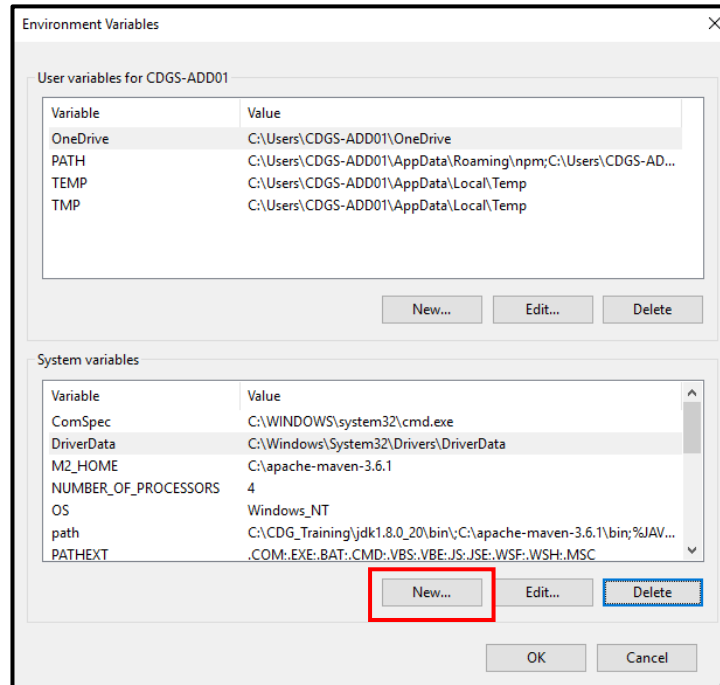 Environment Variables
User variables for CDGS-ADD01
Variable Value
OneDrive C:\Users\CDGS-ADD01\OneDrive
PATH C:\Users\CDGS-ADD01\AppData\Roaming\npm;C:\Users\CDGS-AD...
TEMP C:\Users\CDGS-ADD01\AppData\Local\Temp
TMP C:\Users\CDGS-ADD01\AppData\Local\Temp
New... Edit... Delete
System variables
Variable Value
ComSpec C:\WINDOWS\system32\cmd.exe
DriverData C:\Windows\System32\Drivers\DriverData
M2_HOME C:\apache-maven-3.6.1
NUMBER_OF_PROCESSORS 4
OS Windows_NT
path C:\CDG_Training\jdk1.8.0_20\bin\;C:\apache-maven-3.6.1\bin;%JAV...
PATHEXT .COM;.EXE;.BAT;.CMD;.VBS;.VBE;.JS;.JSE;.WSF;.WSH;.MSC
New... Edit... Delete
OK Cancel